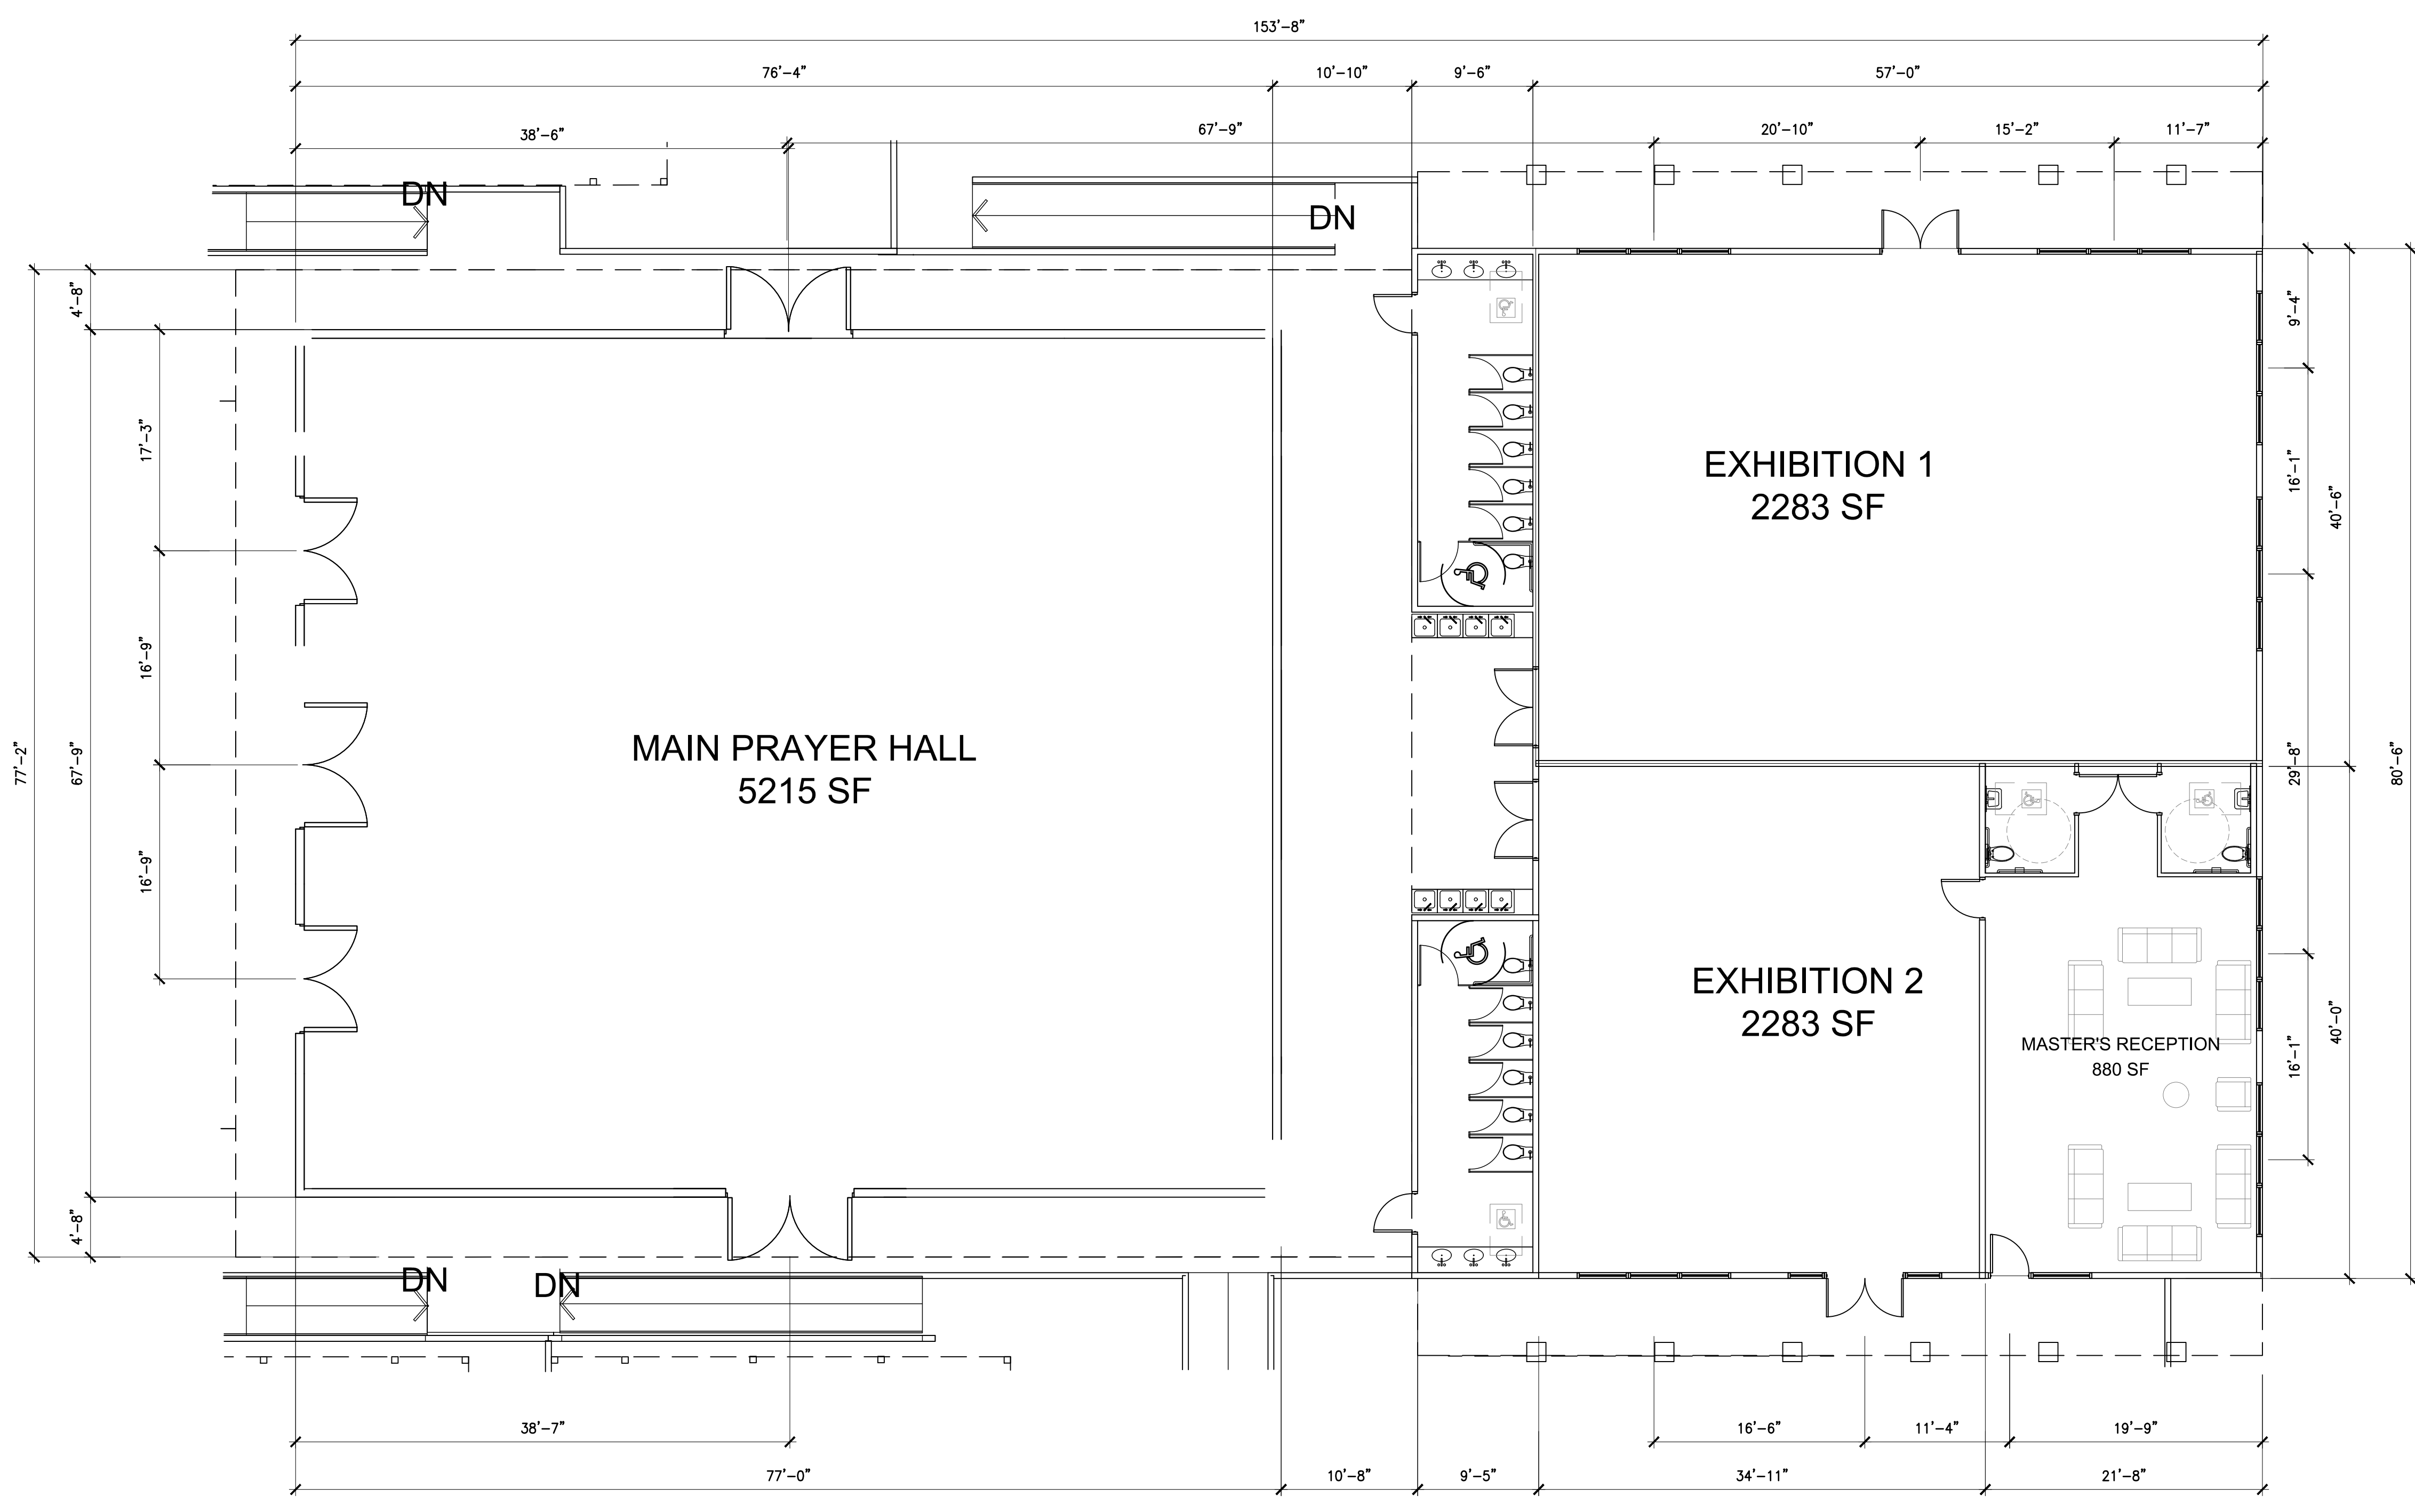 153'-8"
76'-4"
10'-10"
9'-6"
57'-0"
38'-6"
67'-9"
20'-10"
15'-2"
11'-7"
DN
DN
4'-8"
17'-3"
16'-9"
16'-9"
4'-8"
67'-9"
77'-2"
9'-4"
16'-1"
29'-8"
16'-1"
40'-6"
40'-0"
80'-6"
EXHIBITION 1
2283 SF
MAIN PRAYER HALL
5215 SF
EXHIBITION 2
2283 SF
MASTER'S RECEPTION
880 SF
DN
DN
38'-7"
16'-6"
11'-4"
19'-9"
77'-0"
10'-8"
9'-5"
34'-11"
21'-8"